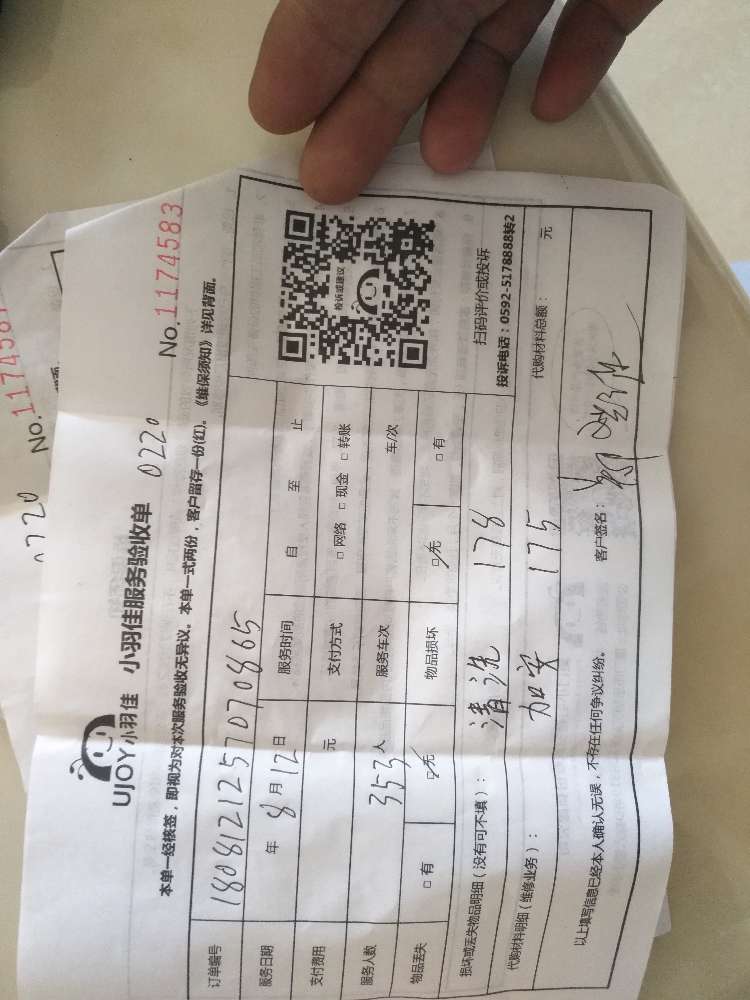 UJOY小羽佳 小羽佳服务验收单 0220 No.1174583
本单一经核签，即视为对本次服务验收无异议。本单一式两份，客户留存一份(红)。《维保须知》详见背面。
订单编号 1808121257070865
服务日期 年 8 月 12 日 服务时间 自 至 止
支付费用 元 支付方式 □ 网络 □ 现金 □ 转账
服务人数 353 人 服务车次 车/次
物品丢失 □ 有 □ 无 物品损坏 □ 无 □ 有
投诉或建议
扫码评价或投诉
投诉电话：0592-5178888转2
损坏或丢失物品明细（没有可不填）： 清洗 178
代购材料明细（维修业务）： 加安 175 代购材料总额： 元
以上填写信息已经本人确认无误，不存在任何争议纠纷。 客户签名：
0220 No.117458